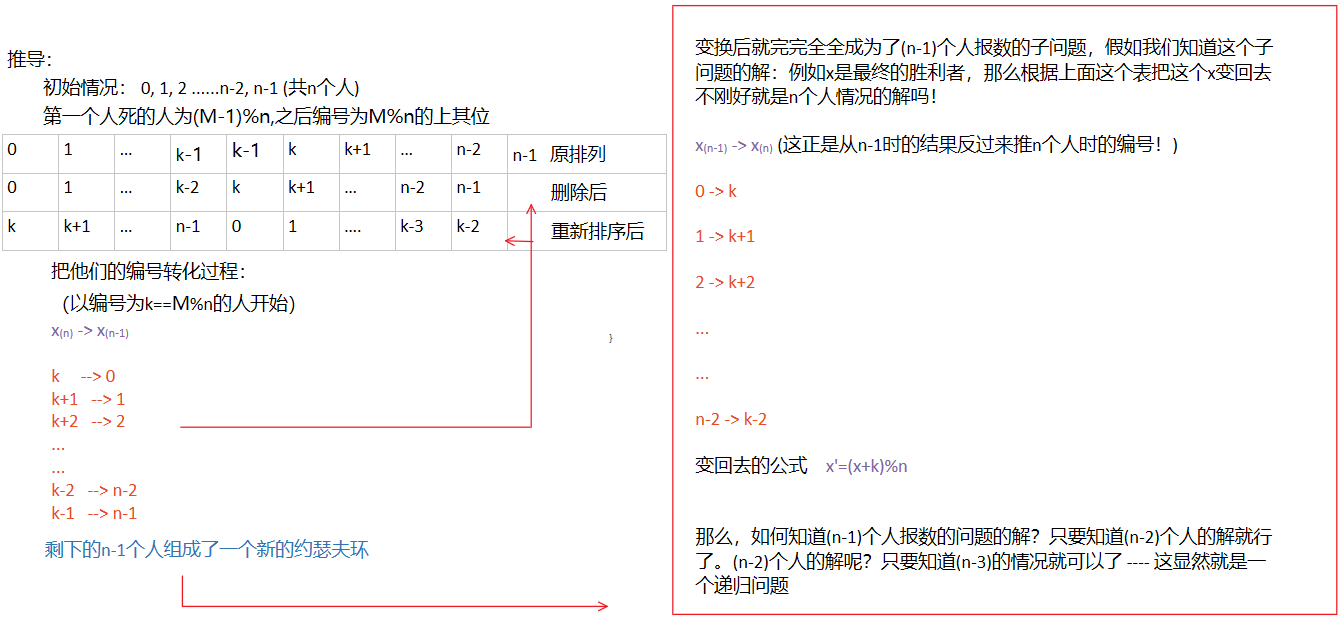 推导：
初始情况： 0, 1, 2 ......n-2, n-1 (共n个人)
第一个人死的人为(M-1)%n,之后编号为M%n的上其位
0 1 ... k-1 k-1 k k+1 ... n-2 n-1 原排列
0 1 ... k-2 k k+1 ... n-2 n-1 删除后
k k+1 ... n-1 0 1 .... k-3 k-2 重新排序后
把他们的编号转化过程：
（以编号为k==M%n的人开始）
x(n) -> x(n-1)
k --> 0
k+1 --> 1
k+2 --> 2
...
...
k-2 --> n-2
k-1 --> n-1
剩下的n-1个人组成了一个新的约瑟夫环
}
变换后就完完全全成为了(n-1)个人报数的子问题，假如我们知道这个子
问题的解：例如x是最终的胜利者，那么根据上面这个表把这个x变回去
不刚好就是n个人情况的解吗！
x(n-1) -> x(n) (这正是从n-1时的结果反过来推n个人时的编号！)
0 -> k
1 -> k+1
2 -> k+2
...
...
n-2 -> k-2
变回去的公式 x'=(x+k)%n
那么，如何知道(n-1)个人报数的问题的解？只要知道(n-2)个人的解就行
了。(n-2)个人的解呢？只要知道(n-3)的情况就可以了 ---- 这显然就是一
个递归问题